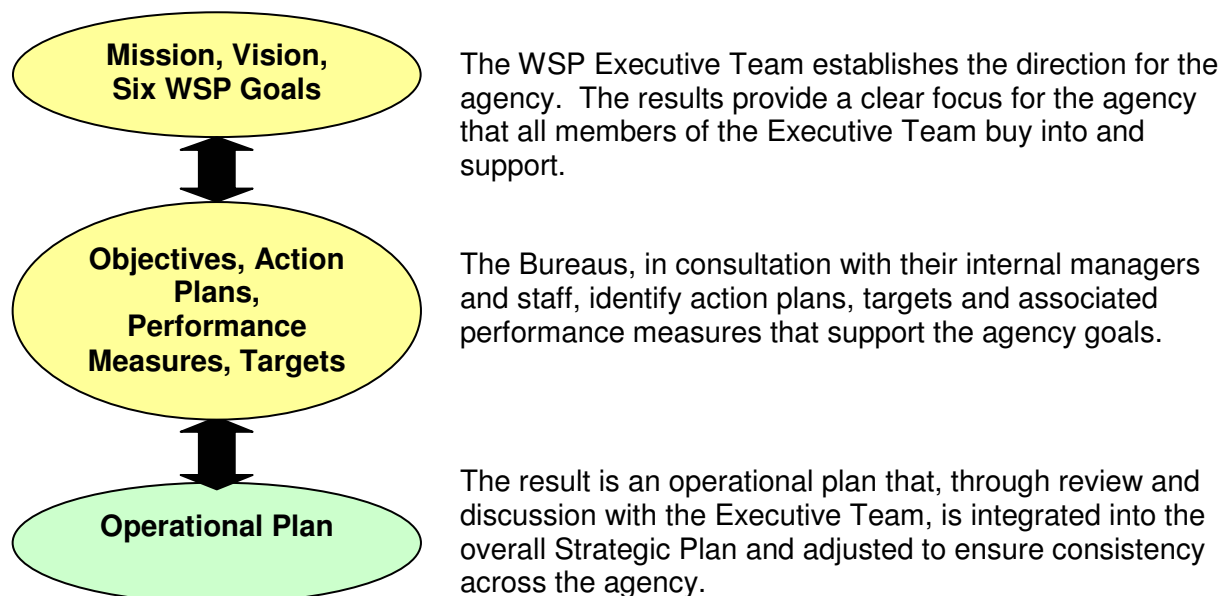 Mission, Vision,
Six WSP Goals
The WSP Executive Team establishes the direction for the
agency.  The results provide a clear focus for the agency
that all members of the Executive Team buy into and
support.
Objectives, Action
Plans,
Performance
Measures, Targets
The Bureaus, in consultation with their internal managers
and staff, identify action plans, targets and associated
performance measures that support the agency goals.
Operational Plan
The result is an operational plan that, through review and
discussion with the Executive Team, is integrated into the
overall Strategic Plan and adjusted to ensure consistency
across the agency.